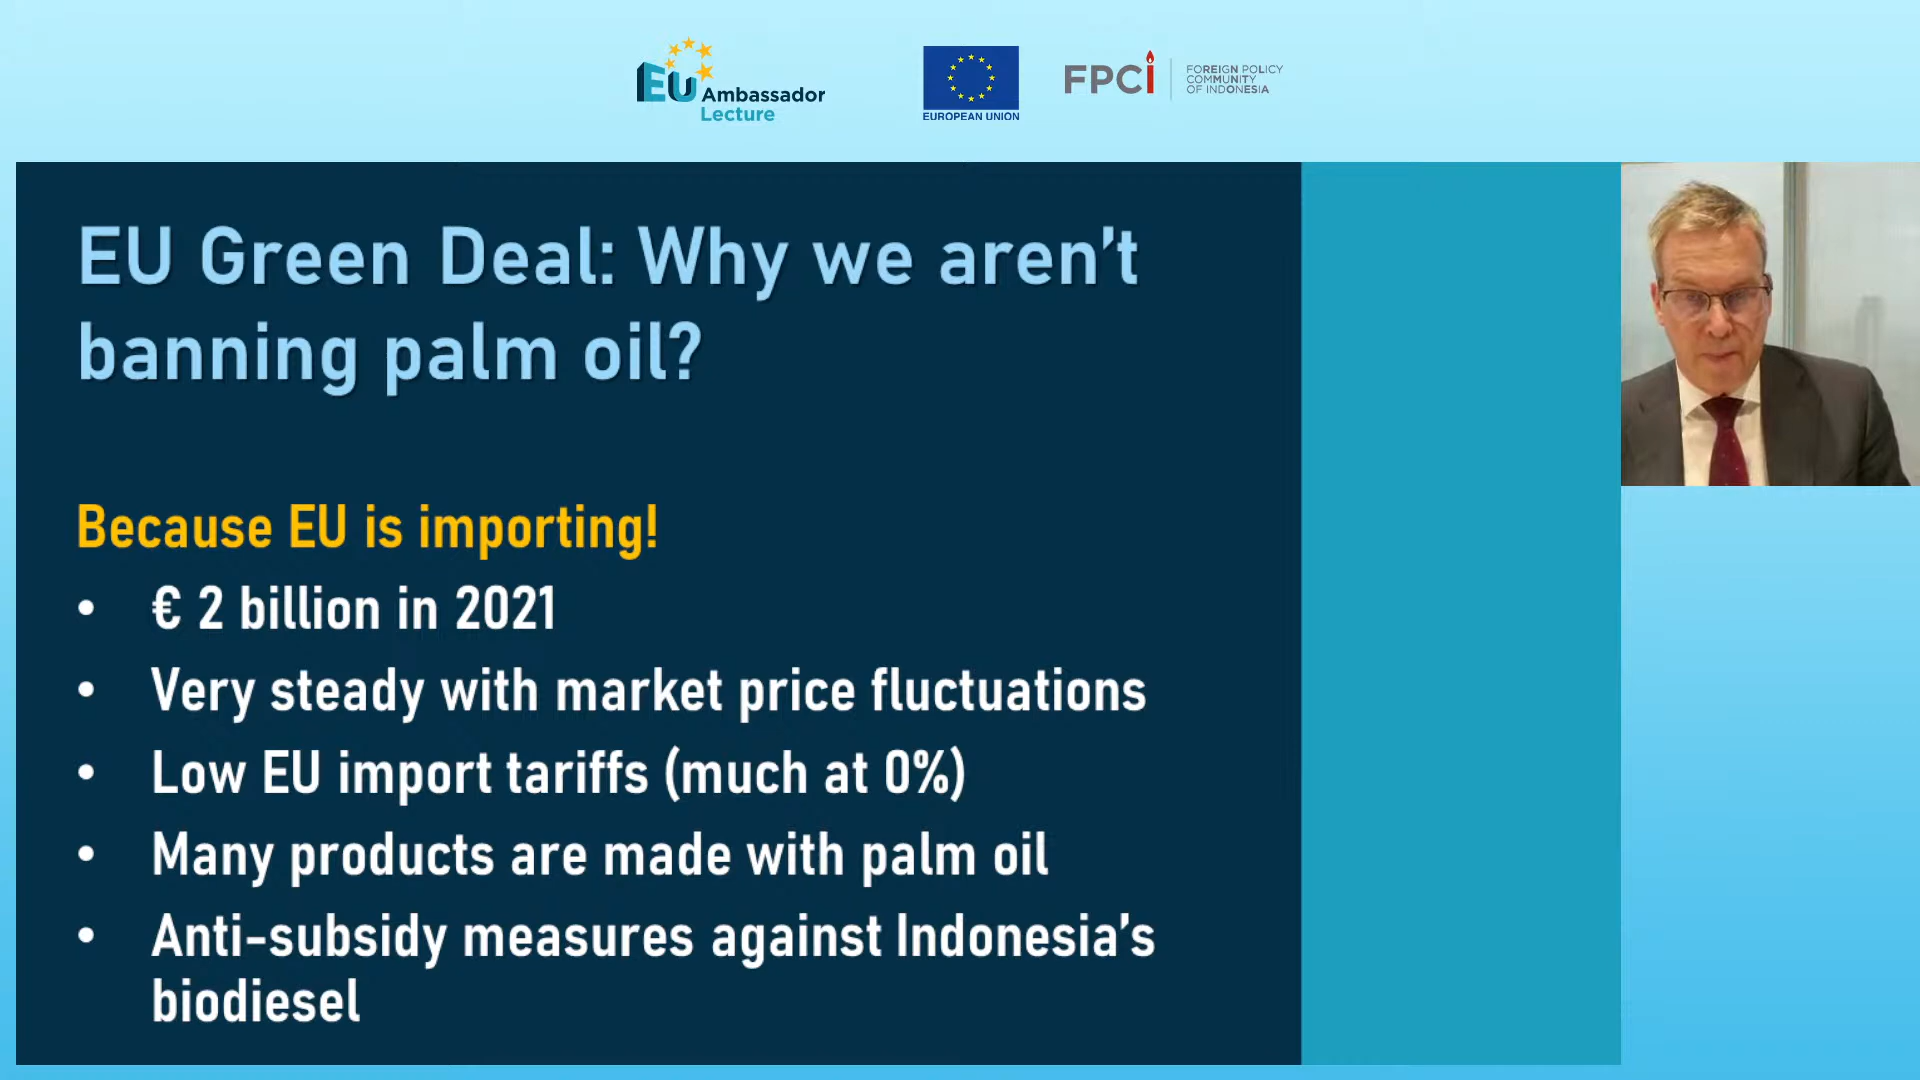 EU Ambassador
Lecture
EUROPEAN UNION
FPCi
FOREIGN POLICY
COMMUNITY
OF INDONESIA
EU Green Deal: Why we aren't
banning palm oil?
Because EU is importing!
• € 2 billion in 2021
• Very steady with market price fluctuations
• Low EU import tariffs (much at 0%)
• Many products are made with palm oil
• Anti-subsidy measures against Indonesia's
biodiesel